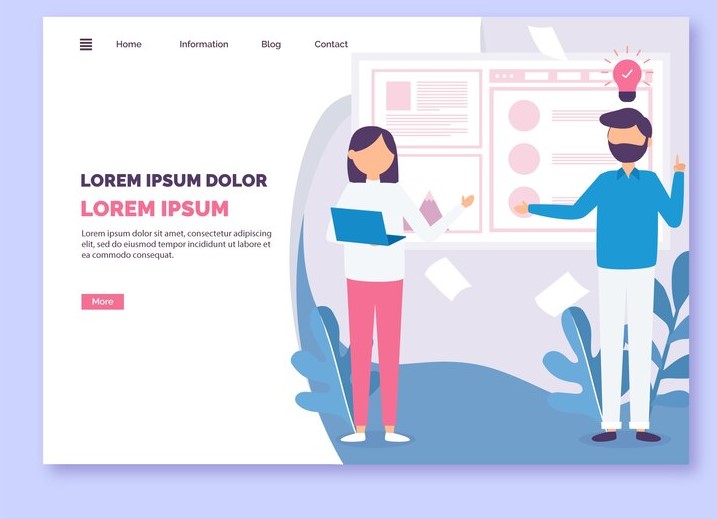 Home Information Blog Contact
LOREM IPSUM DOLOR
LOREM IPSUM
Lorem ipsum dolor sit amet, consectetur adipiscing
elit, sed do eiusmod tempor incididunt ut labore et
ea commodo consequat.
More